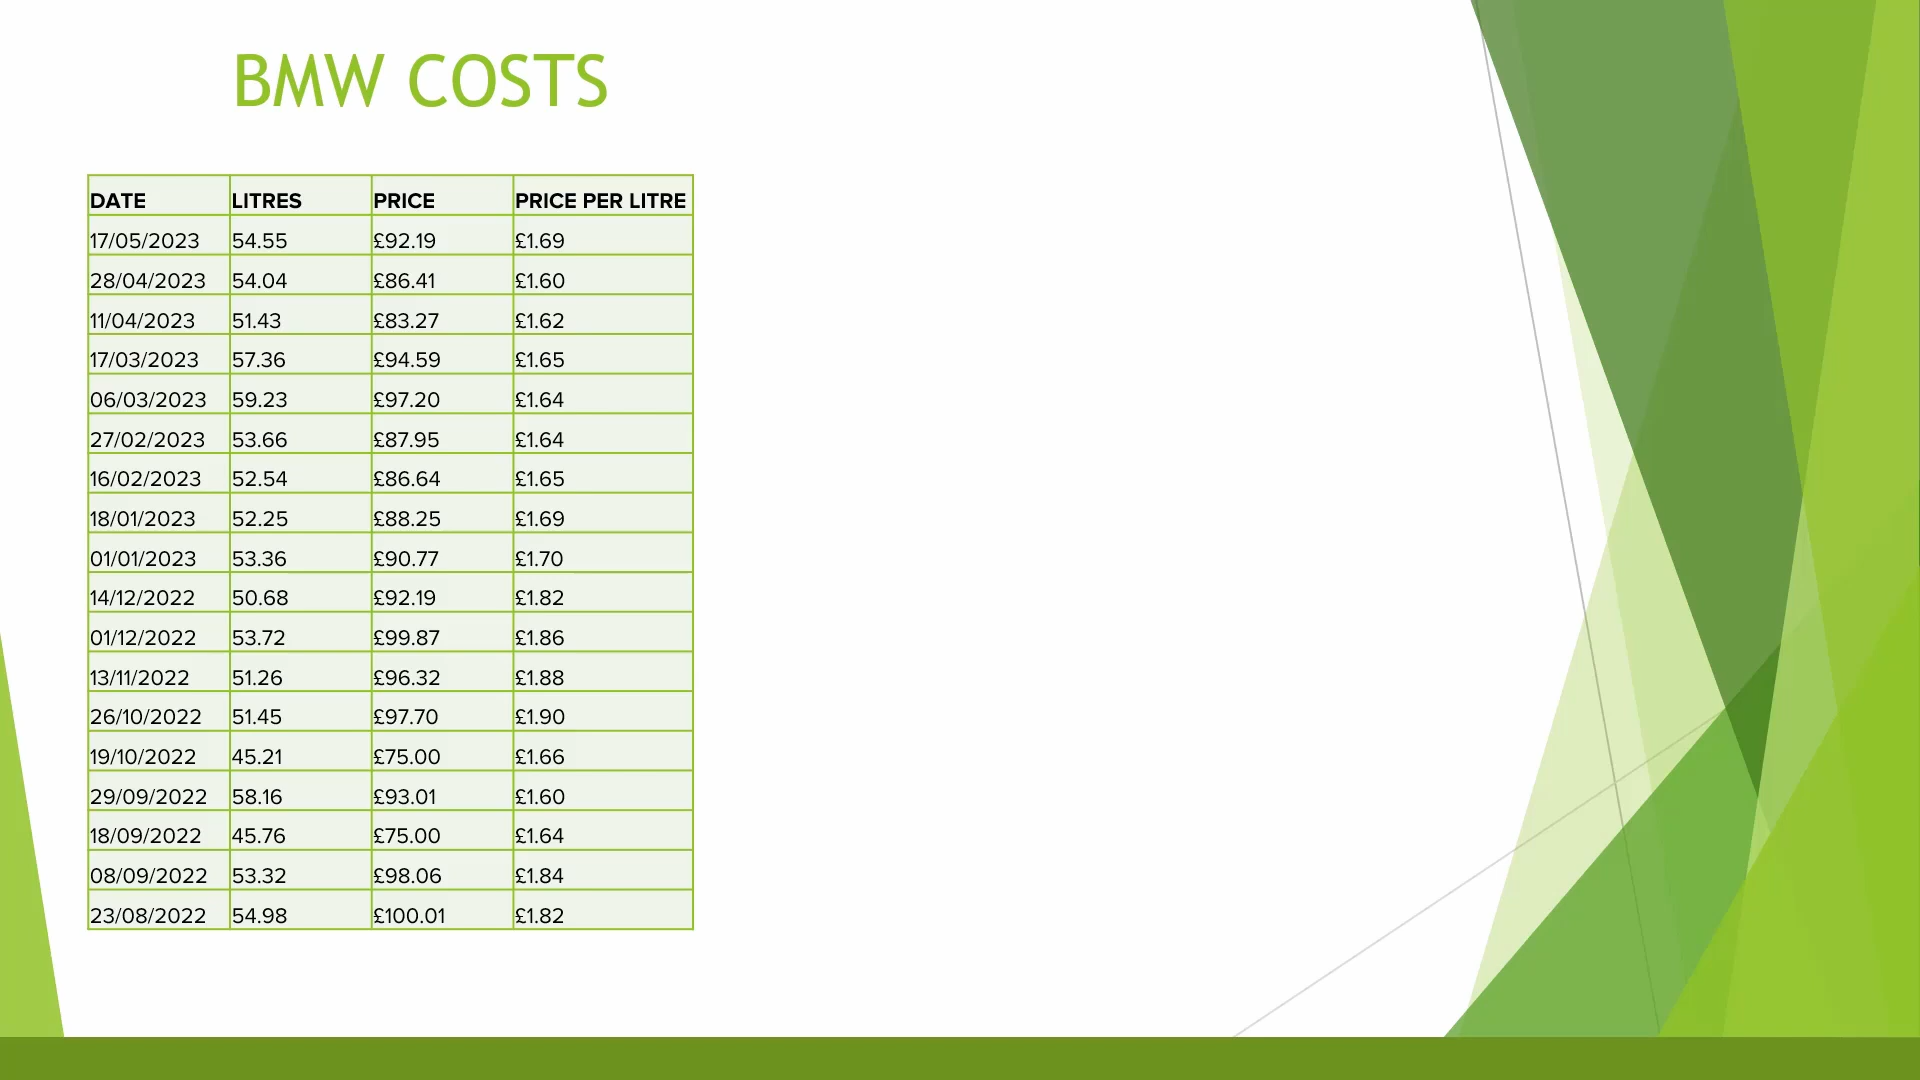 BMW COSTS
DATE LITRES PRICE PRICE PER LITRE
17/05/2023 54.55 £92.19 £1.69
28/04/2023 54.04 £86.41 £1.60
11/04/2023 51.43 £83.27 £1.62
17/03/2023 57.36 £94.59 £1.65
06/03/2023 59.23 £97.20 £1.64
27/02/2023 53.66 £87.95 £1.64
16/02/2023 52.54 £86.64 £1.65
18/01/2023 52.25 £88.25 £1.69
01/01/2023 53.36 £90.77 £1.70
14/12/2022 50.68 £92.19 £1.82
01/12/2022 53.72 £99.87 £1.86
13/11/2022 51.26 £96.32 £1.88
26/10/2022 51.45 £97.70 £1.90
19/10/2022 45.21 £75.00 £1.66
29/09/2022 58.16 £93.01 £1.60
18/09/2022 45.76 £75.00 £1.64
08/09/2022 53.32 £98.06 £1.84
23/08/2022 54.98 £100.01 £1.82